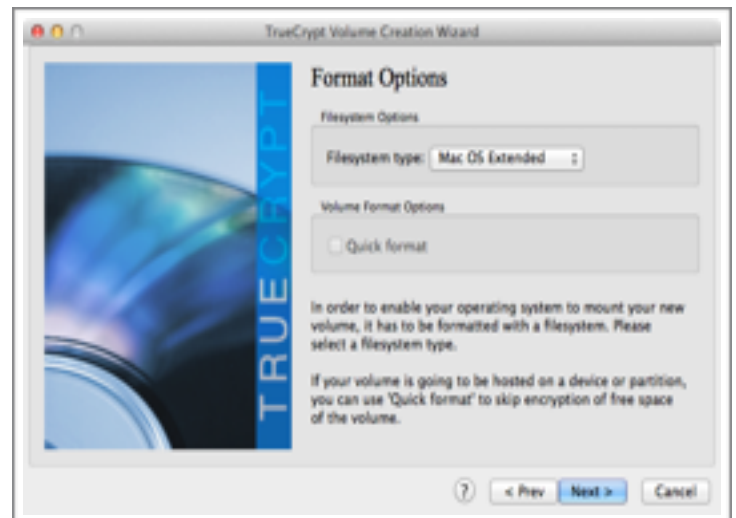 TrueCrypt Volume Creation Wizard
TRUECRYPT
Format Options
Filesystem Options
Filesystem type: Mac OS Extended
Volume Format Options
Quick format
In order to enable your operating system to mount your new
volume, it has to be formatted with a filesystem. Please
select a filesystem type.
If your volume is going to be hosted on a device or partition,
you can use 'Quick format' to skip encryption of free space
of the volume.
? < Prev Next > Cancel